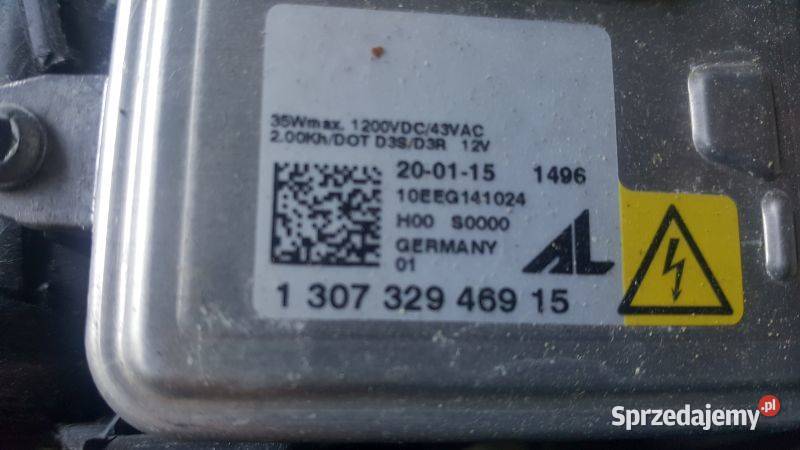 35Wmax. 1200VDC/43VAC
2.00Kh/DOT D3S/D3R 12V
20-01-15 1496
10EEG141024
H00 S0000
GERMANY
01
AL
1 307 329 469 15
Sprzedajemy.pl